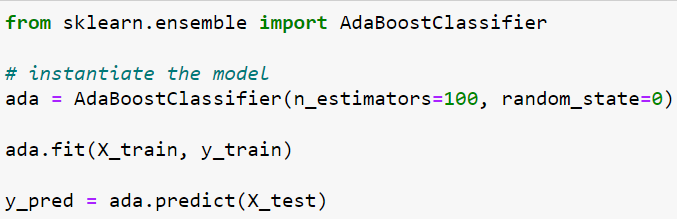 from sklearn.ensemble import AdaBoostClassifier
# instantiate the model
ada = AdaBoostClassifier(n_estimators=100, random_state=0)
ada.fit(X_train, y_train)
y_pred = ada.predict(X_test)